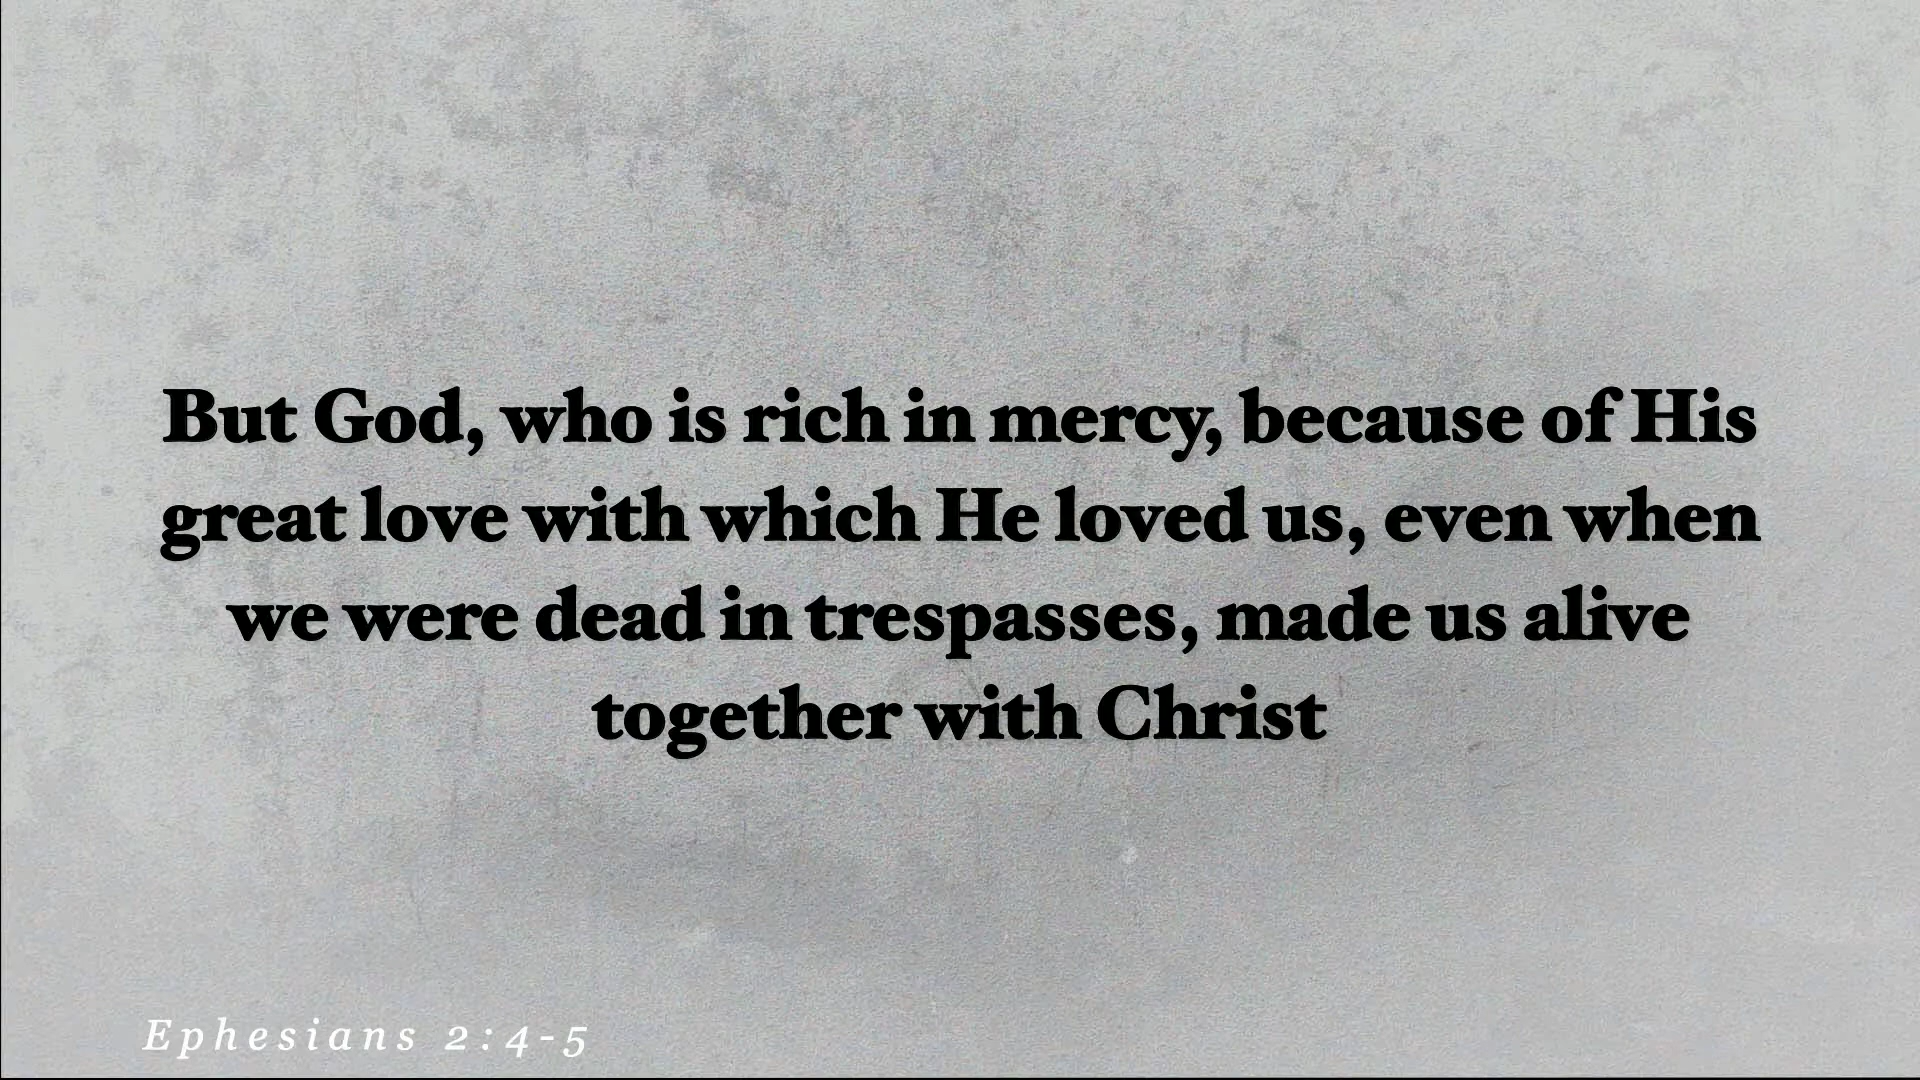 But God, who is rich in mercy, because of His
great love with which He loved us, even when
we were dead in trespasses, made us alive
together with Christ
Ephesians 2:4-5